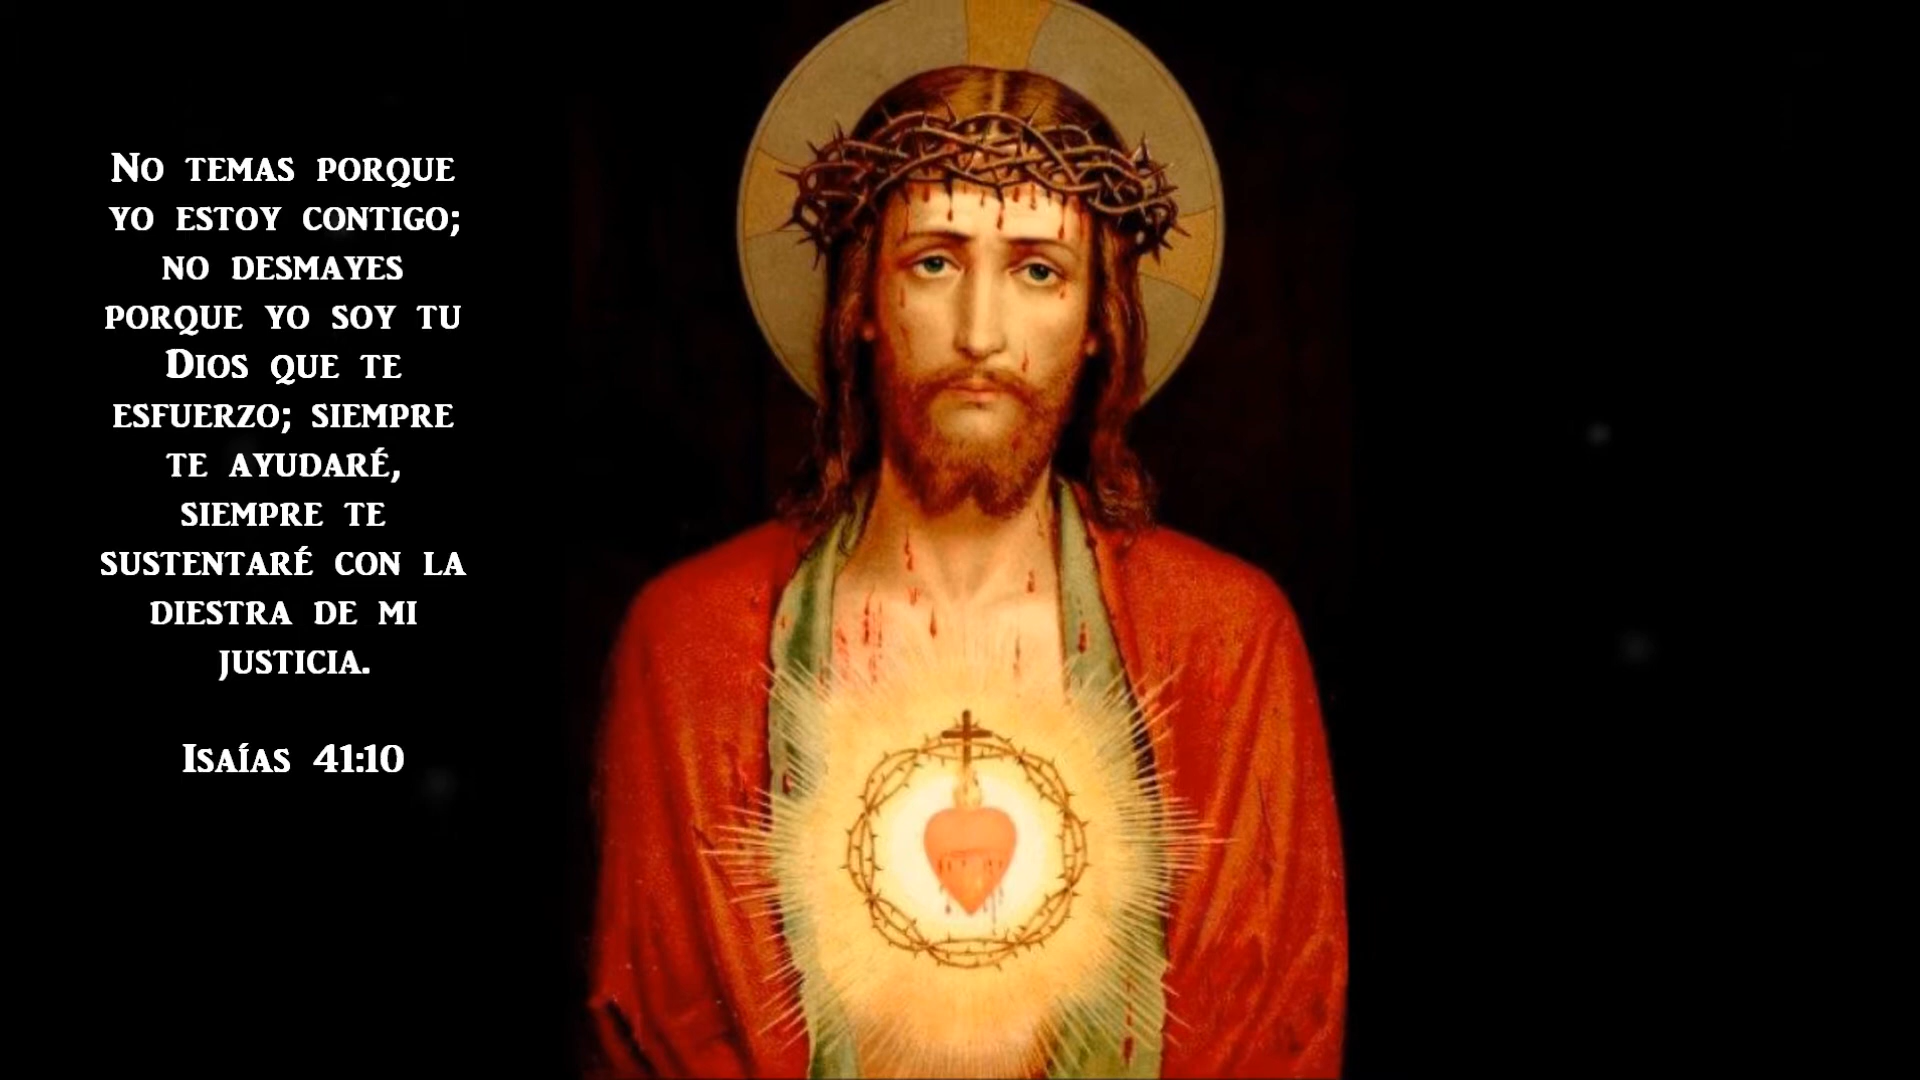 No temas porque
yo estoy contigo;
no desmayes
porque yo soy tu
Dios que te
esfuerzo; siempre
te ayudaré,
siempre te
sustentaré con la
diestra de mi
justicia.
Isaías 41:10